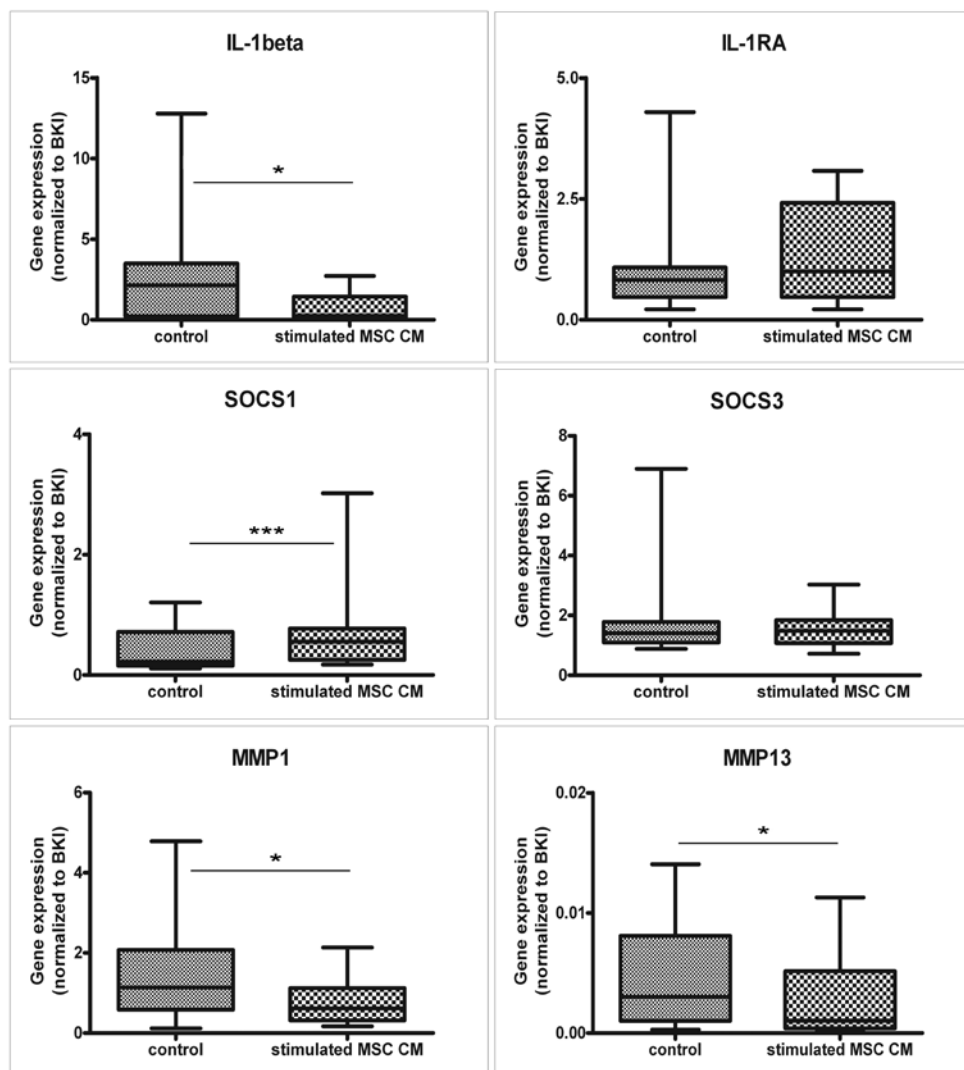 IL-1beta
Gene expression
(normalized to BKI)
15
10
5
0
*
control
stimulated MSC CM
IL-1RA
Gene expression
(normalized to BKI)
5.0
2.5
0.0
control
stimulated MSC CM
SOCS1
Gene expression
(normalized to BKI)
4
2
0
***
control
stimulated MSC CM
SOCS3
Gene expression
(normalized to BKI)
8
6
4
2
0
control
stimulated MSC CM
MMP1
Gene expression
(normalized to BKI)
6
4
2
0
*
control
stimulated MSC CM
MMP13
Gene expression
(normalized to BKI)
0.02
0.01
0.00
*
control
stimulated MSC CM